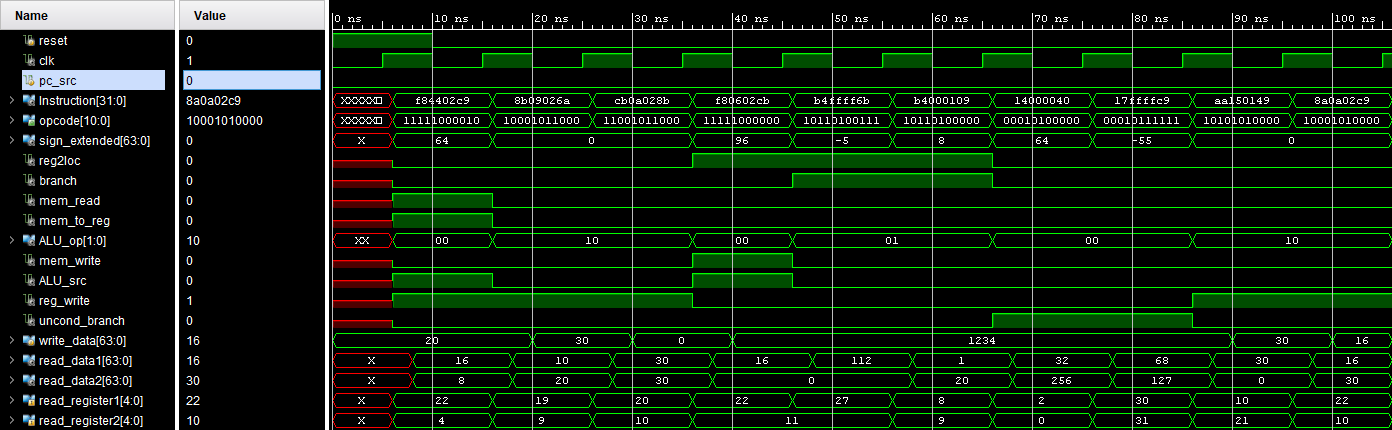 Name Value 0 ns 10 ns 20 ns 30 ns 40 ns 50 ns 60 ns 70 ns 80 ns 90 ns 100 ns
reset 0
clk 1
pc_src 0
Instruction[31:0] 8a0a02c9 XXXXX f84402c9 8b09026a cb0a028b f80602cb b4ffff6b b4000109 14000040 17ffffc9 aa150149 8a0a02c9
opcode[10:0] 10001010000 XXXXX 11111000010 10001011000 11001011000 11111000000 10110100111 10110100000 00010100000 00010111111 10101010000 10001010000
sign_extended[63:0] 0 X 64 0 96 -5 8 64 -55 0
reg2loc 0
branch 0
mem_read 0
mem_to_reg 0
ALU_op[1:0] 10 XX 00 10 00 01 00 10
mem_write 0
ALU_src 0
reg_write 1
uncond_branch 0
write_data[63:0] 16 20 30 0 1234 30 16
read_data1[63:0] 16 X 16 10 30 16 112 1 32 68 30 16
read_data2[63:0] 30 X 8 20 30 0 20 256 127 0 30
read_register1[4:0] 22 X 22 19 20 22 27 8 2 30 10 22
read_register2[4:0] 10 X 4 9 10 11 9 0 31 21 10